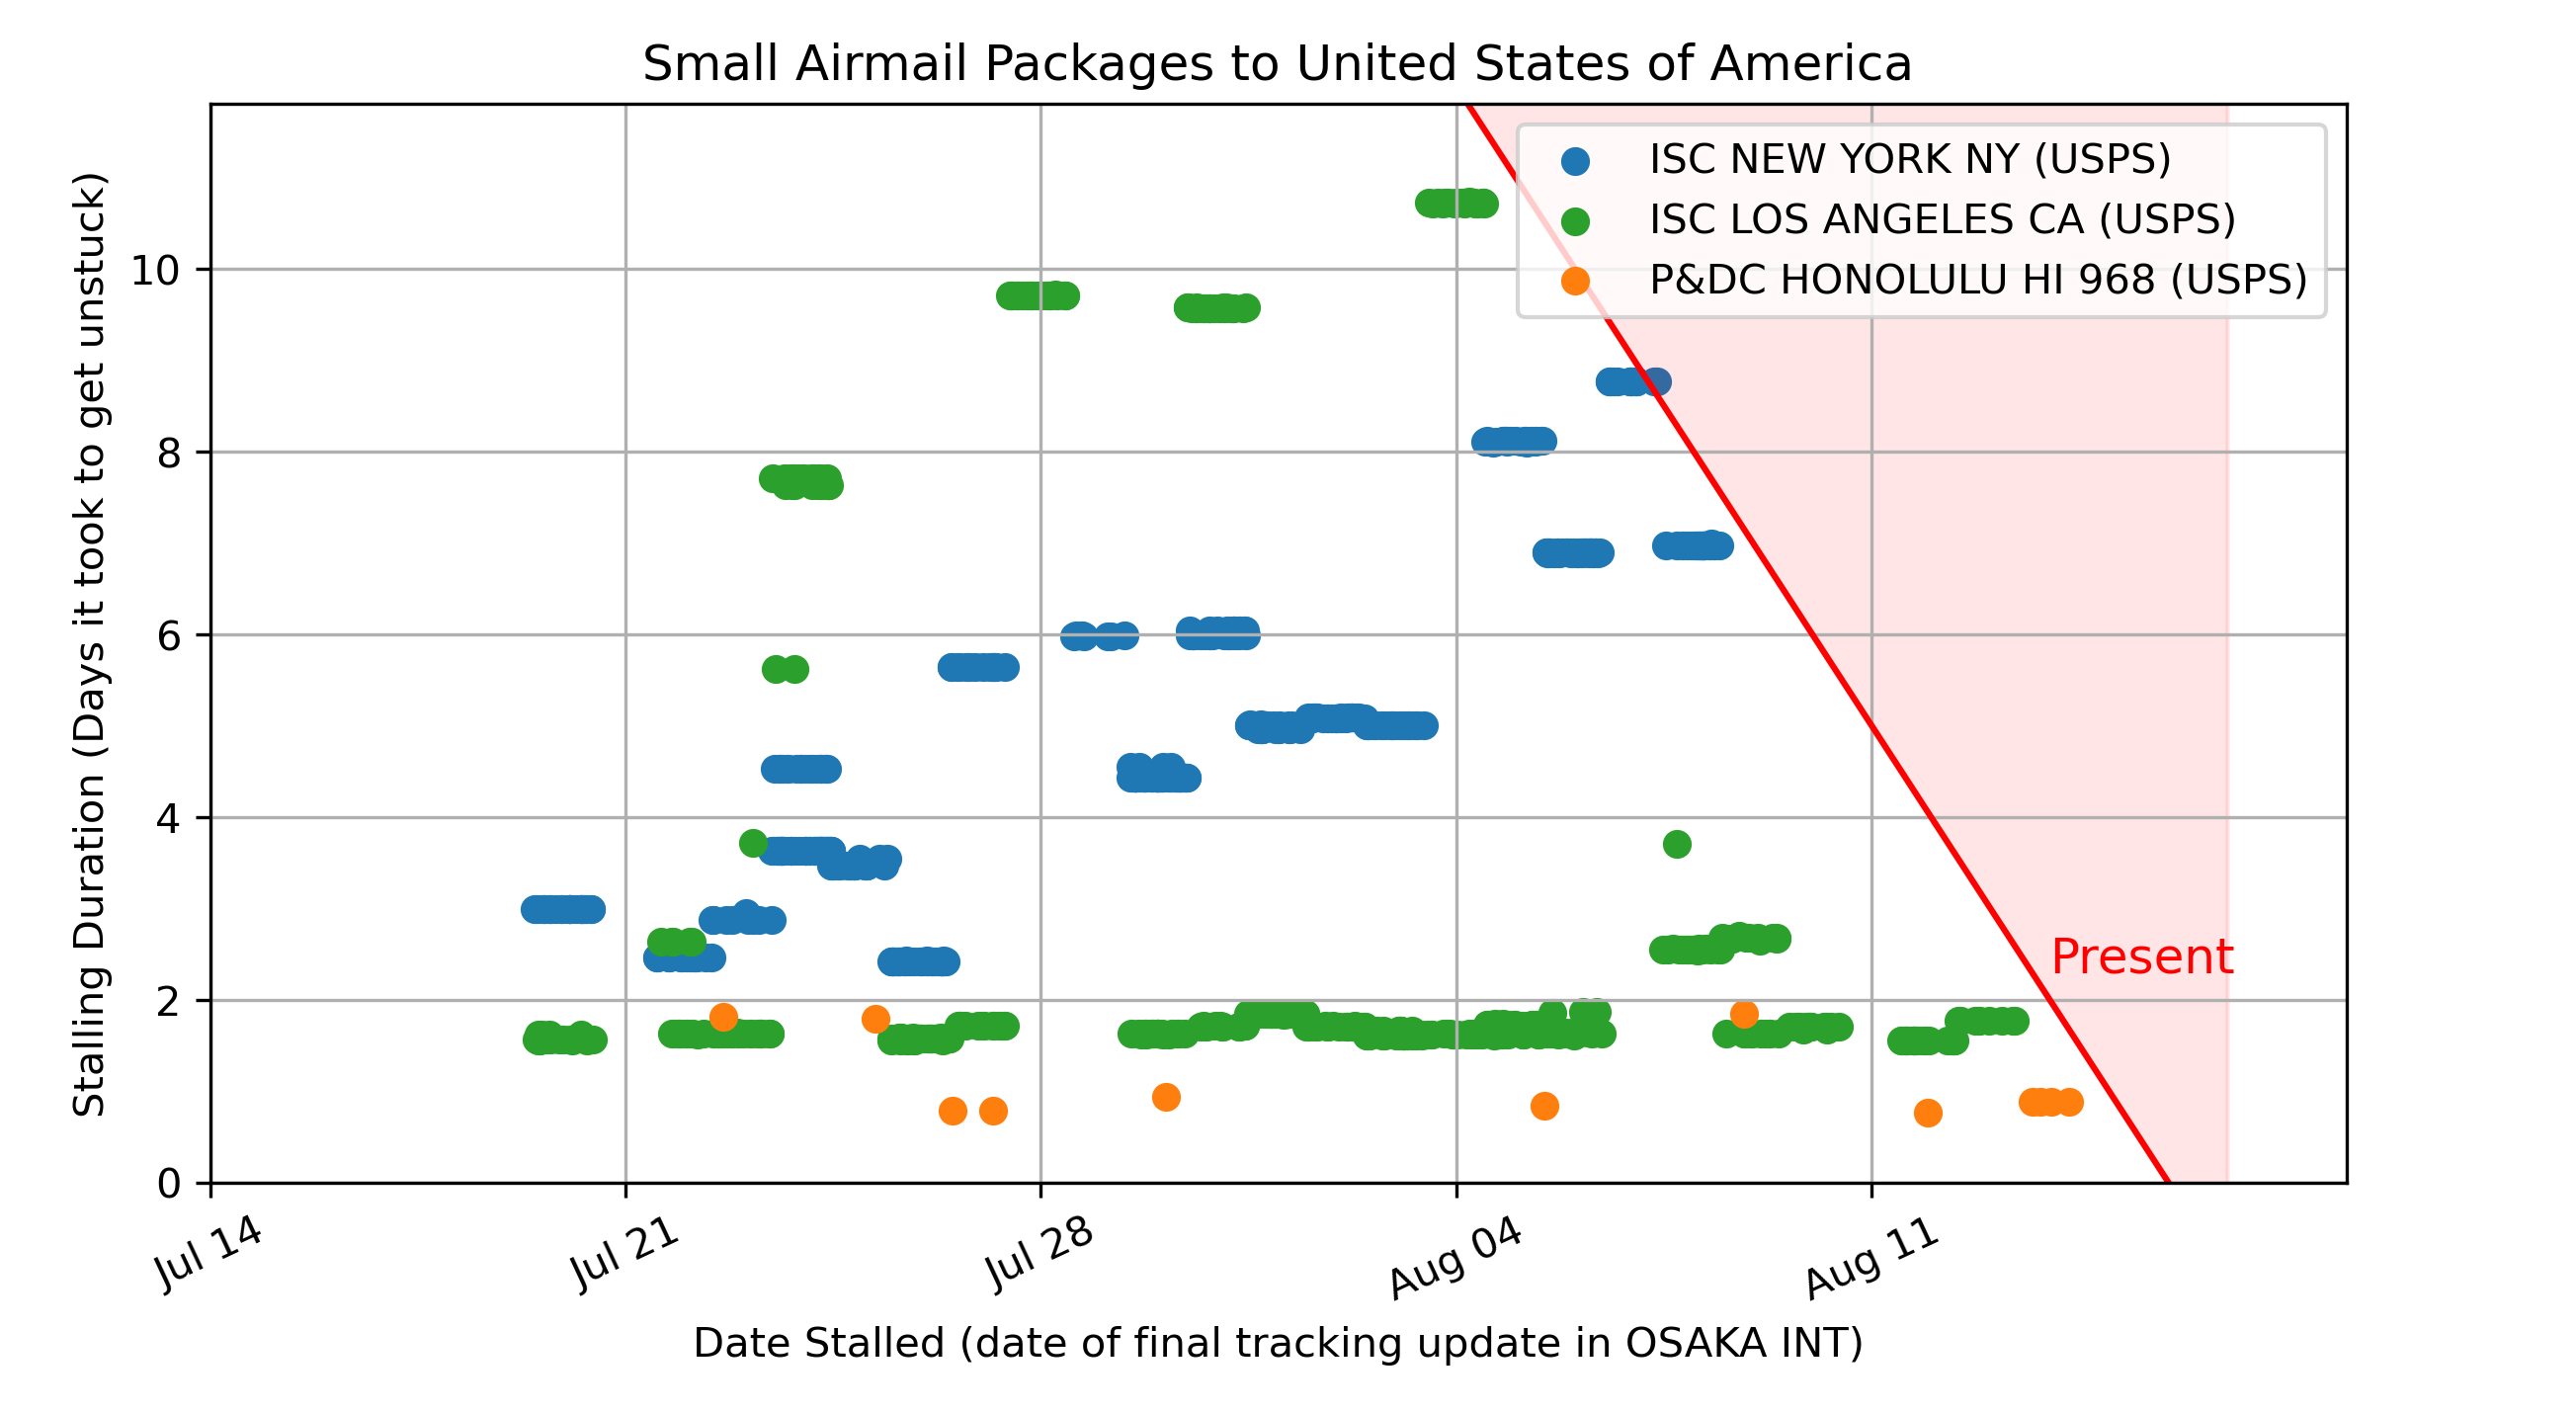 Small Airmail Packages to United States of America
Stalling Duration (Days it took to get unstuck)
10
8
6
4
2
0
ISC NEW YORK NY (USPS)
ISC LOS ANGELES CA (USPS)
P&DC HONOLULU HI 968 (USPS)
Present
Jul 14
Jul 21
Jul 28
Aug 04
Aug 11
Date Stalled (date of final tracking update in OSAKA INT)